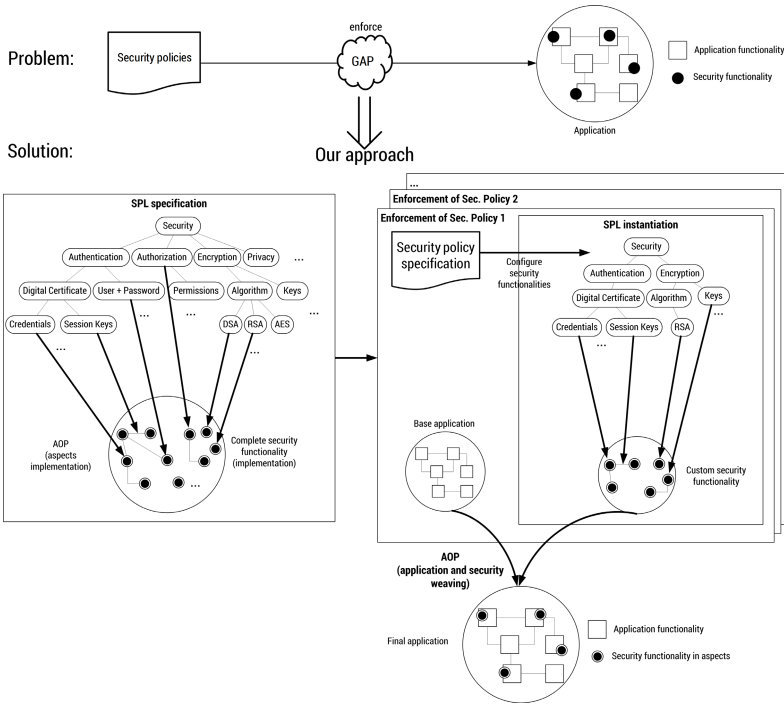 Problem:
Security policies
enforce
GAP
Application functionality
Security functionality
Application
Solution:
Our approach
SPL specification
Security
Authentication
Authorization
Encryption
Privacy
...
Digital Certificate
User + Password
Permissions
Algorithm
Keys
...
...
...
Credentials
Session Keys
DSA
RSA
AES
...
...
AOP
(aspects
implementation)
Complete security
functionality
(implementation)
...
...
Enforcement of Sec. Policy 2
Enforcement of Sec. Policy 1
Security policy
specification
Configure
security
functionalities
SPL instantiation
Security
Authentication
Encryption
Digital Certificate
Algorithm
Keys
...
Credentials
Session Keys
RSA
...
Base application
Custom security
functionality
AOP
(application and security
weaving)
Final application
Application functionality
Security functionality in aspects